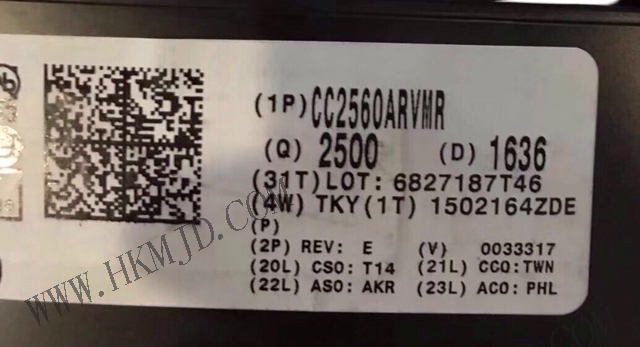 (1P)CC2560ARVMR
(Q) 2500 (D) 1636
(31T)LOT: 6827187T46
(4W) TKY(1T) 1502164ZDE
(P)
(2P) REV: E (V) 0033317
(20L) CSO: T14 (21L) CCO:TWN
(22L) ASO: AKR (23L) ACO: PHL
WWW.HKMJD.COM